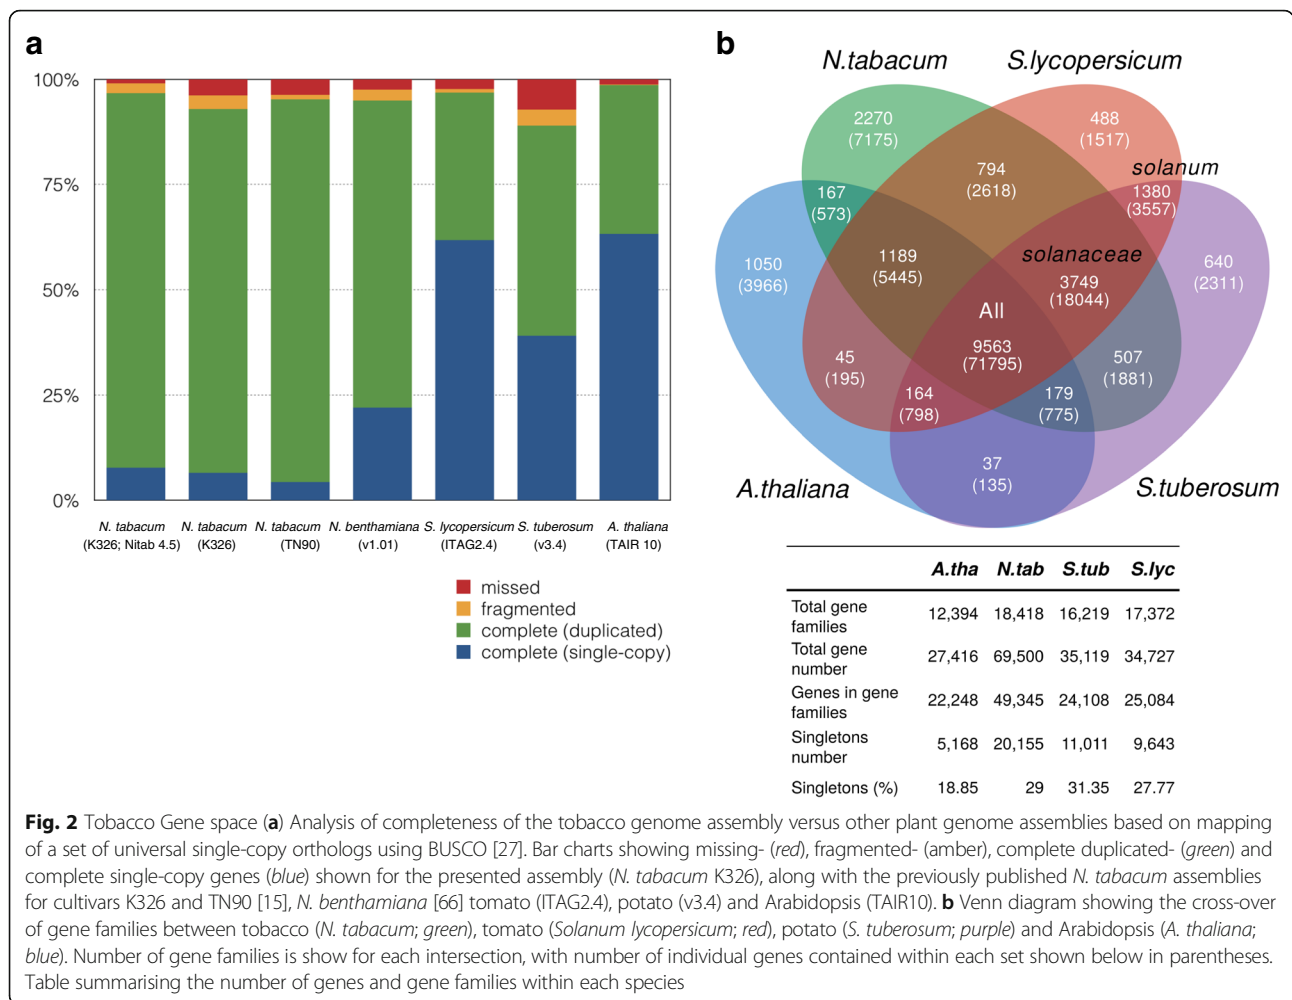 a
100%
75%
50%
25%
0%
N. tabacum
(K326; Nitab 4.5)
N. tabacum
(K326)
N. tabacum
(TN90)
N. benthamiana
(v1.01)
S. lycopersicum
(ITAG2.4)
S. tuberosum
(v3.4)
A. thaliana
(TAIR 10)
missed
fragmented
complete (duplicated)
complete (single-copy)
b
N.tabacum
S.lycopersicum
2270
(7175)
488
(1517)
794
(2618)
solanum
1380
(3557)
167
(573)
1050
(3966)
1189
(5445)
solanaceae
3749
(18044)
640
(2311)
All
9563
(71795)
45
(195)
507
(1881)
164
(798)
179
(775)
37
(135)
A.thaliana
S.tuberosum
A.tha N.tab S.tub S.lyc
Total gene
families 12,394 18,418 16,219 17,372
Total gene
number 27,416 69,500 35,119 34,727
Genes in gene
families 22,248 49,345 24,108 25,084
Singletons
number 5,168 20,155 11,011 9,643
Singletons (%) 18.85 29 31.35 27.77
Fig. 2 Tobacco Gene space (a) Analysis of completeness of the tobacco genome assembly versus other plant genome assemblies based on mapping
of a set of universal single-copy orthologs using BUSCO [27]. Bar charts showing missing- (red), fragmented- (amber), complete duplicated- (green) and
complete single-copy genes (blue) shown for the presented assembly (N. tabacum K326), along with the previously published N. tabacum assemblies
for cultivars K326 and TN90 [15], N. benthamiana [66] tomato (ITAG2.4), potato (v3.4) and Arabidopsis (TAIR10). b Venn diagram showing the cross-over
of gene families between tobacco (N. tabacum; green), tomato (Solanum lycopersicum; red), potato (S. tuberosum; purple) and Arabidopsis (A. thaliana;
blue). Number of gene families is show for each intersection, with number of individual genes contained within each set shown below in parentheses.
Table summarising the number of genes and gene families within each species